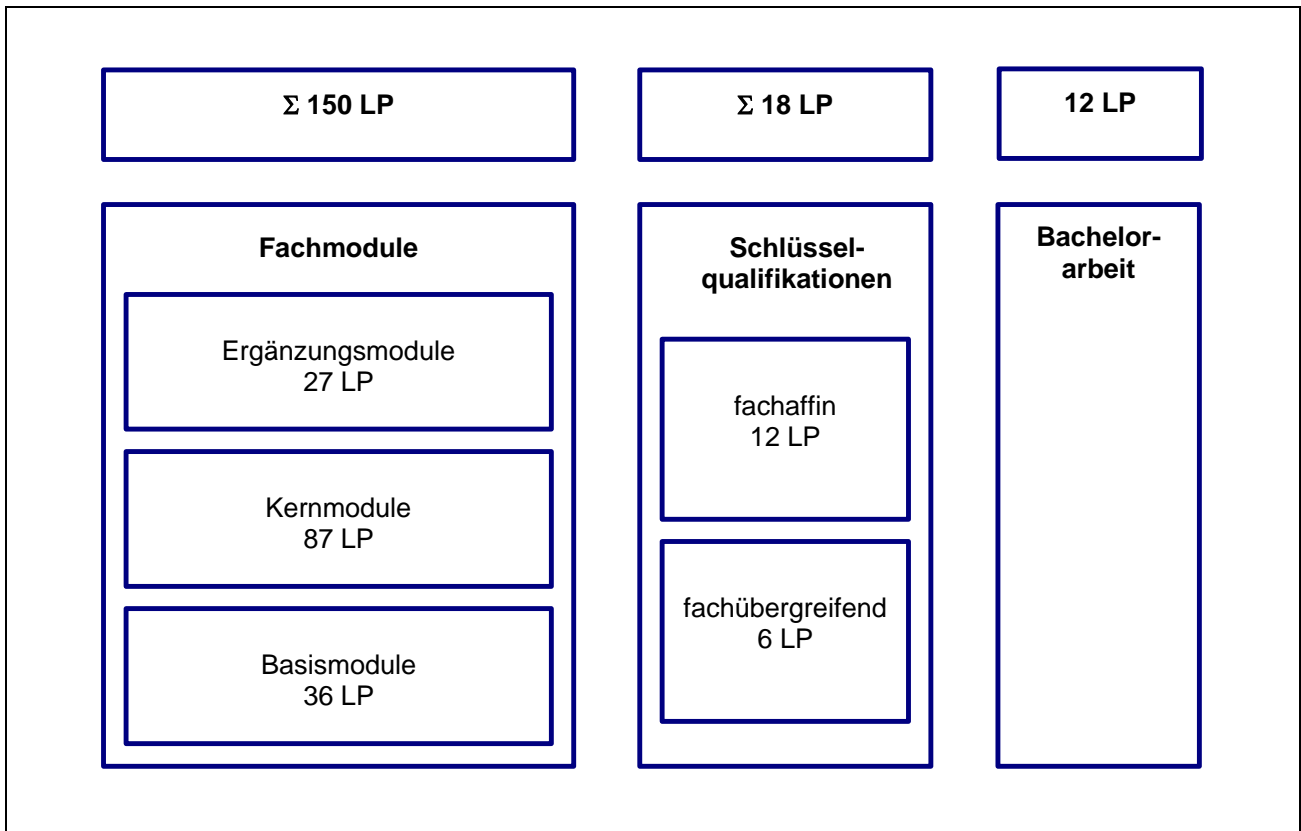 Σ 150 LP
Σ 18 LP
12 LP
Fachmodule
Ergänzungsmodule
27 LP
Kernmodule
87 LP
Basismodule
36 LP
Schlüssel-
qualifikationen
fachaffin
12 LP
fachübergreifend
6 LP
Bachelor-
arbeit